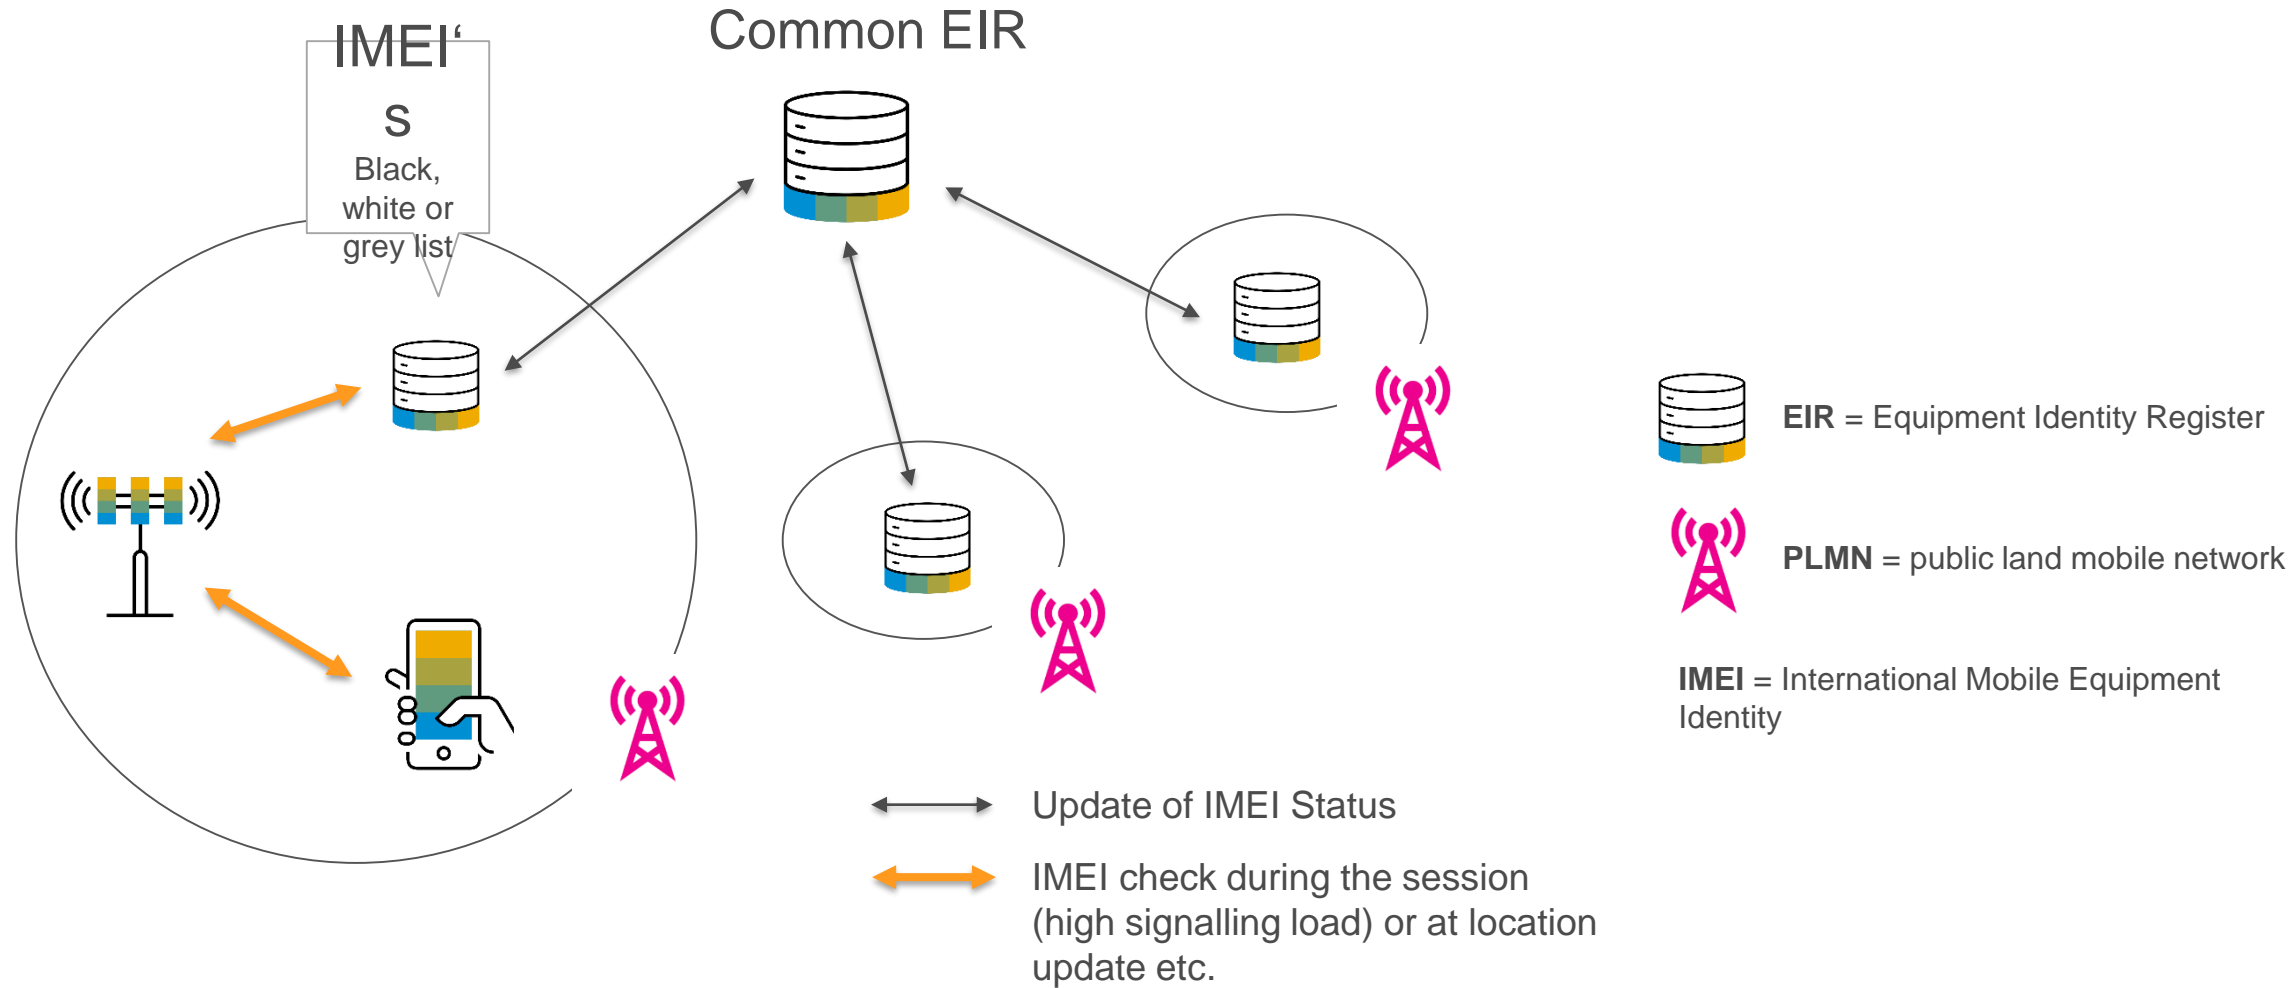 IMEI‘
s
Black,
white or
grey list
Common EIR
EIR = Equipment Identity Register
PLMN = public land mobile network
IMEI = International Mobile Equipment
Identity
Update of IMEI Status
IMEI check during the session
(high signalling load) or at location
update etc.